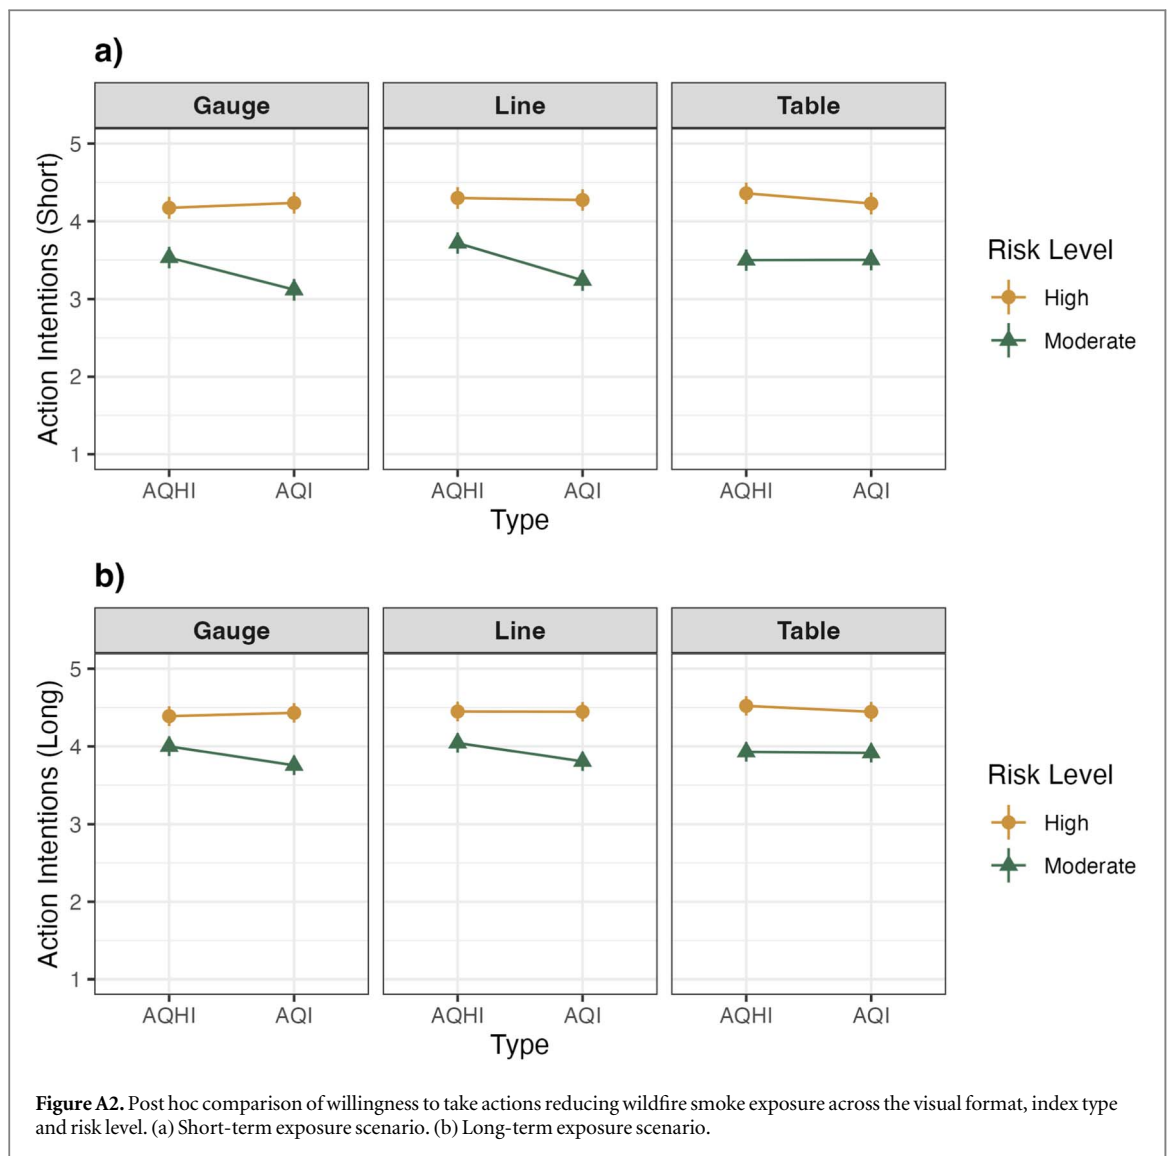 a)
Gauge Line Table
Action Intentions (Short)
5
4
3
2
1
AQHI AQI AQHI AQI AQHI AQI
Type
Risk Level
High
Moderate
b)
Gauge Line Table
Action Intentions (Long)
5
4
3
2
1
AQHI AQI AQHI AQI AQHI AQI
Type
Risk Level
High
Moderate
Figure A2. Post hoc comparison of willingness to take actions reducing wildfire smoke exposure across the visual format, index type
and risk level. (a) Short-term exposure scenario. (b) Long-term exposure scenario.